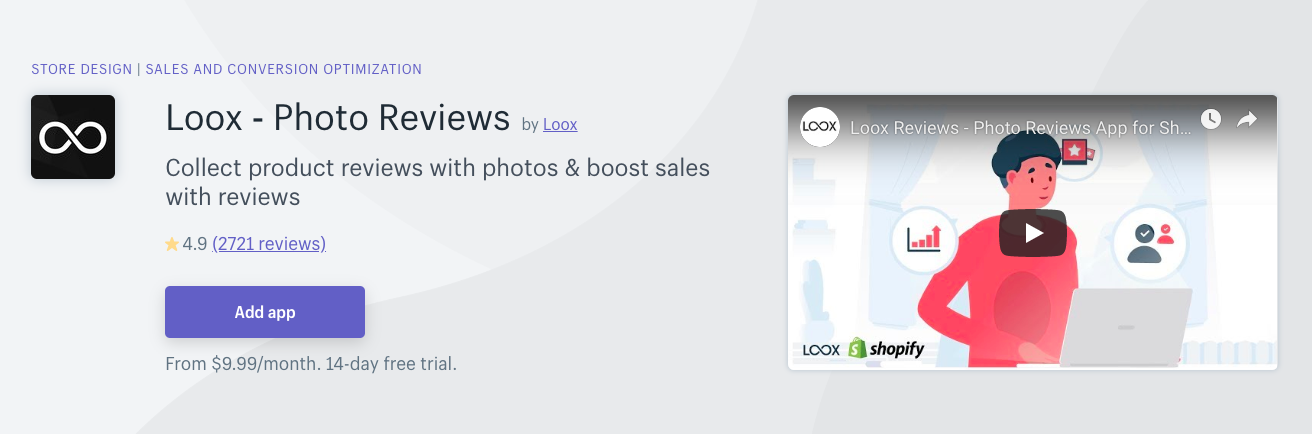 STORE DESIGN | SALES AND CONVERSION OPTIMIZATION
Loox - Photo Reviews by Loox
Collect product reviews with photos & boost sales
with reviews
4.9 (2721 reviews)
Add app
From $9.99/month. 14-day free trial.
LOOX Loox Reviews - Photo Reviews App for Sh...
LOOX shopify